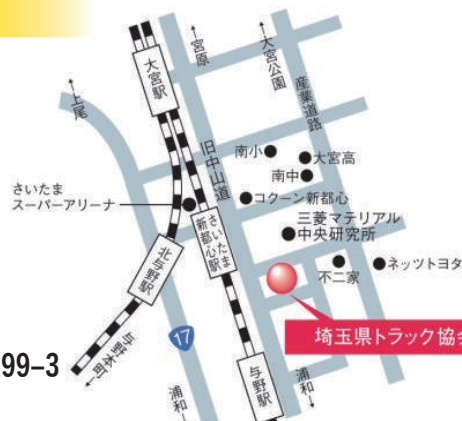 ←宮原
←大宮公園
大宮駅
←上尾
産業道路
旧中山道
南小
大宮高
南中
さいたま
スーパーアリーナ
コクーン新都心
さいたま
新都心駅
三菱マテリアル
中央研究所
北与野駅
不二家
ネッツトヨタ
17
埼玉県トラック協会
99-3
与野本町→
与野駅
浦和→
浦和→